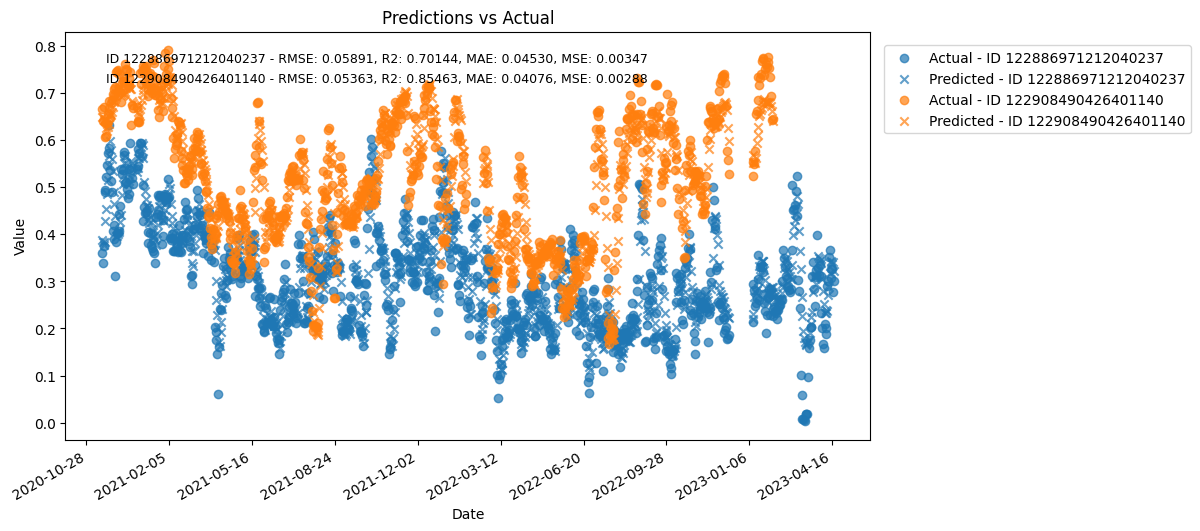 Predictions vs Actual
ID 122886971212040237 - RMSE: 0.05891, R2: 0.70144, MAE: 0.04530, MSE: 0.00347
ID 122908490426401140 - RMSE: 0.05363, R2: 0.85463, MAE: 0.04076, MSE: 0.00288
Actual - ID 122886971212040237
Predicted - ID 122886971212040237
Actual - ID 122908490426401140
Predicted - ID 122908490426401140
Value
0.8
0.7
0.6
0.5
0.4
0.3
0.2
0.1
0.0
2020-10-28
2021-02-05
2021-05-16
2021-08-24
2021-12-02
2022-03-12
2022-06-20
2022-09-28
2023-01-06
2023-04-16
Date